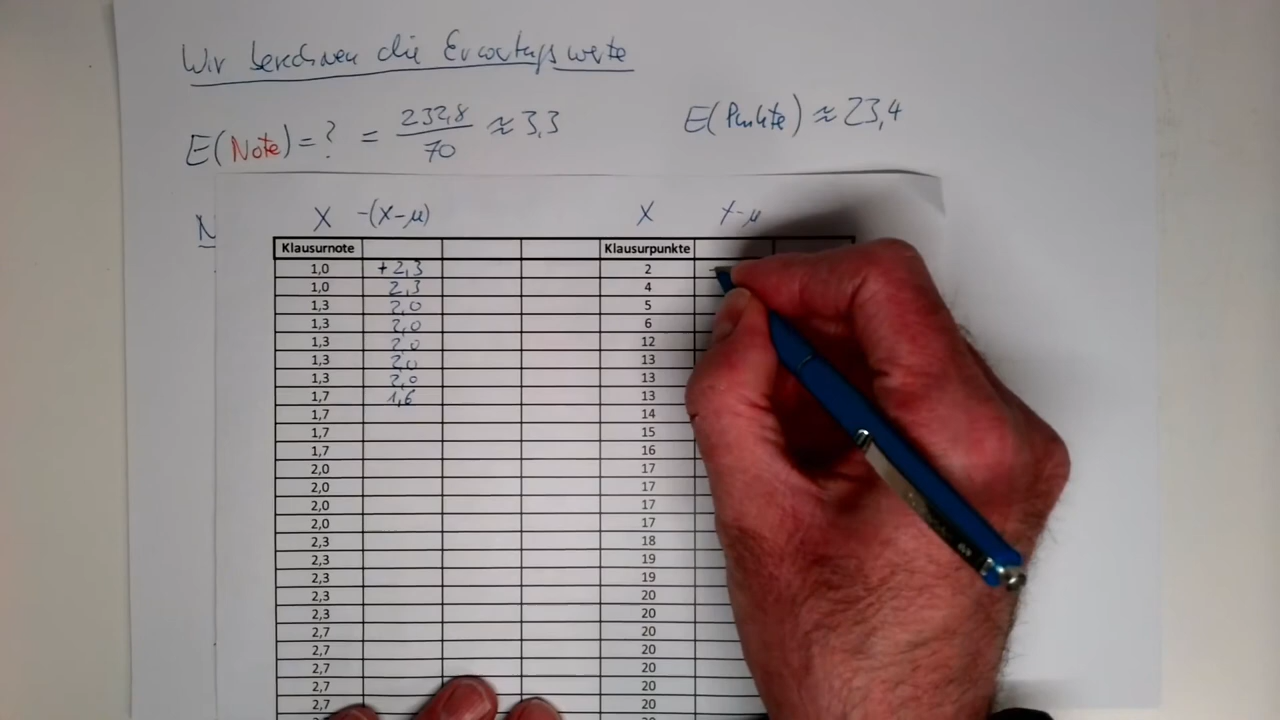 Wir berechnen die Erwartungswerte
E(Note) = ? = 232,8 / 70 ≈ 3,3
E(Punkte) ≈ 23,4
N
X -(X-μ) X X-μ
Klausurnote Klausurpunkte
1,0 +2,3 2
1,0 2,3 4
1,3 2,0 5
1,3 2,0 6
1,3 2,0 12
1,3 2,0 13
1,3 2,0 13
1,7 1,6 13
1,7 14
1,7 15
1,7 16
2,0 17
2,0 17
2,0 17
2,0 17
2,3 18
2,3 19
2,3 19
2,3 20
2,3 20
2,7 20
2,7 20
2,7 20
2,7 20
2,7 20